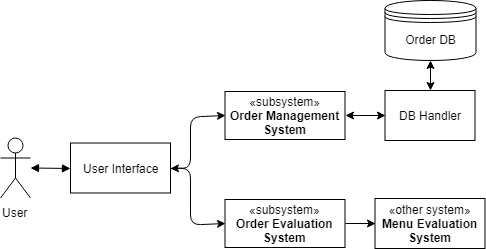 Order DB
«subsystem»
Order Management
System
DB Handler
User Interface
User
«subsystem»
Order Evaluation
System
«other system»
Menu Evaluation
System